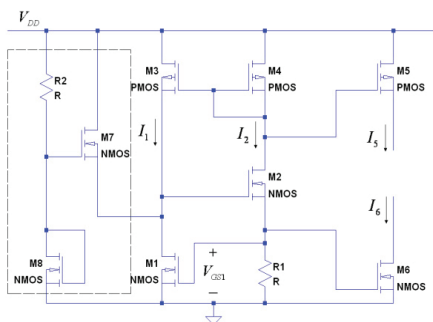 V_DD
R2
R
M7
NMOS
M8
NMOS
M3
PMOS
M4
PMOS
M5
PMOS
I_1
I_2
I_5
M2
NMOS
I_6
M1
NMOS
+
V_GS1
−
R1
R
M6
NMOS